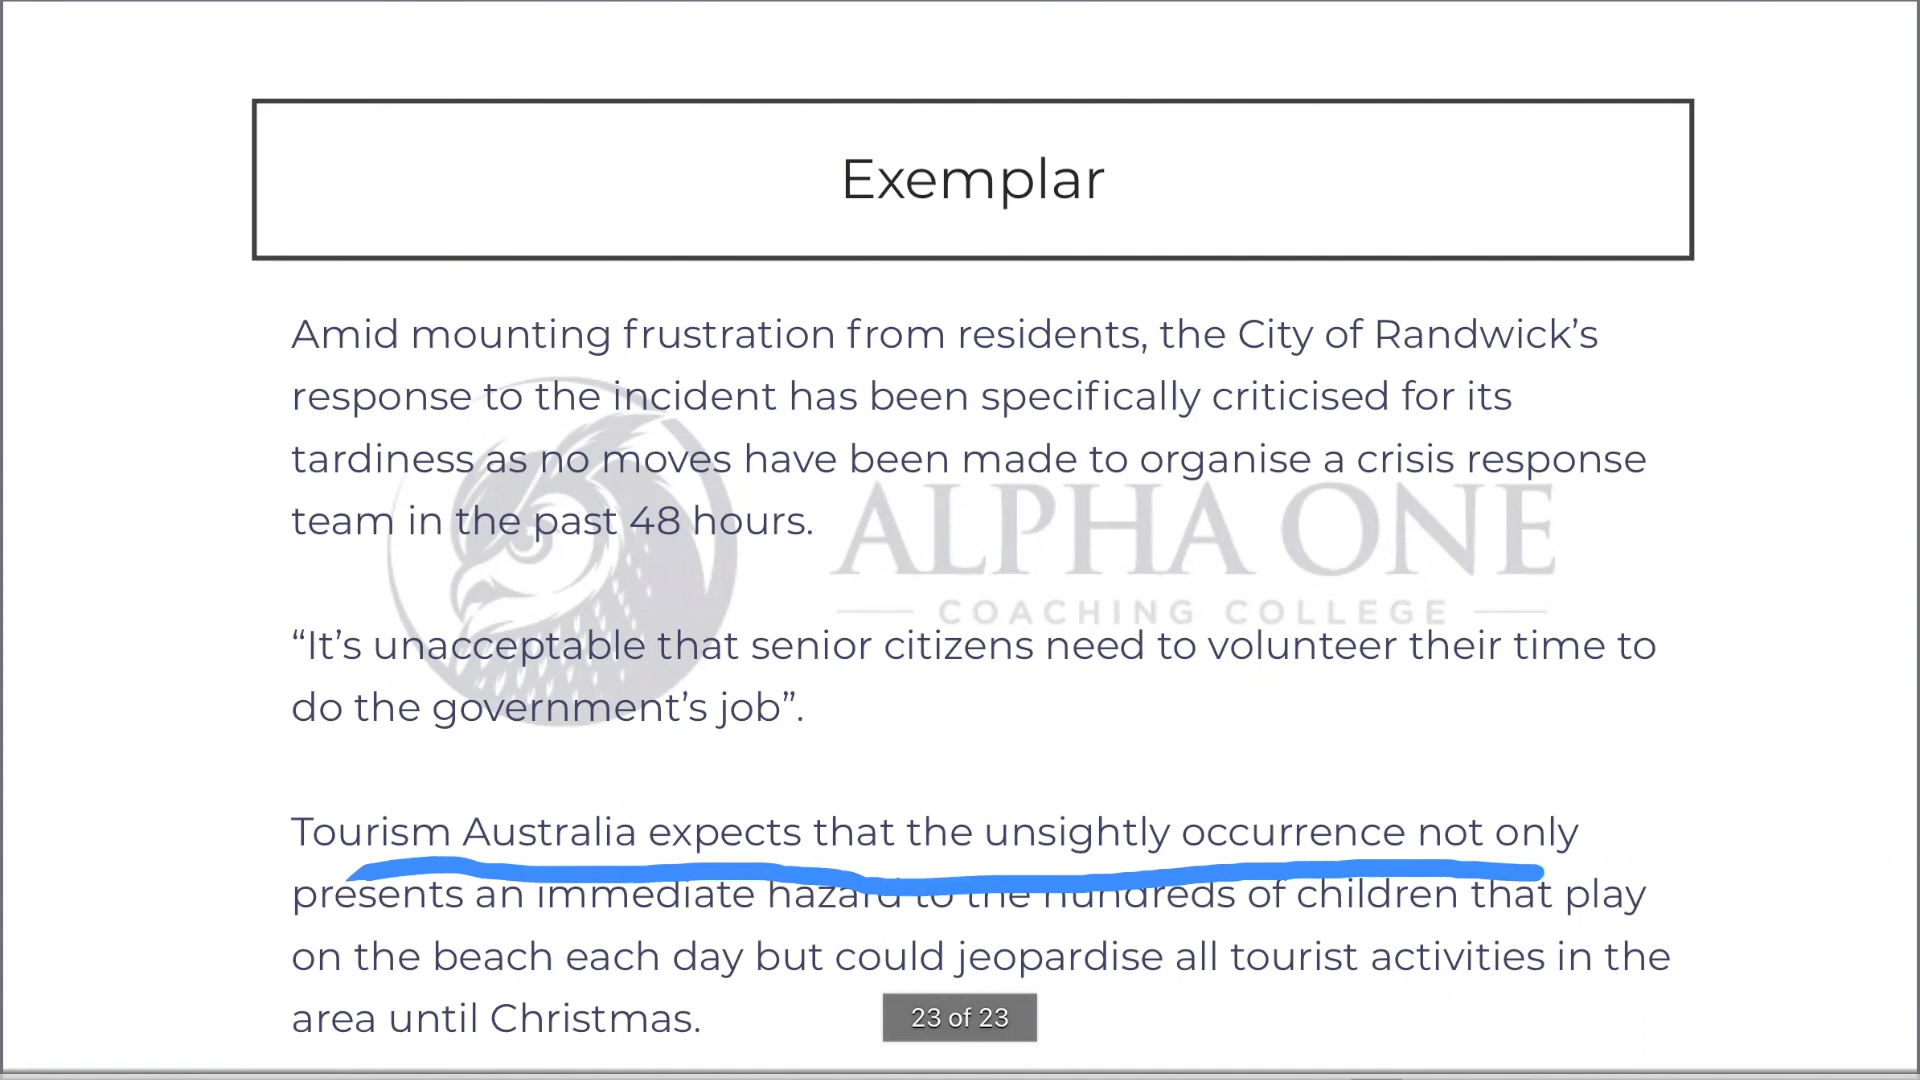 Exemplar
Amid mounting frustration from residents, the City of Randwick’s
response to the incident has been specifically criticised for its
tardiness as no moves have been made to organise a crisis response
team in the past 48 hours.
ALPHA ONE
COACHING COLLEGE
“It’s unacceptable that senior citizens need to volunteer their time to
do the government’s job”.
Tourism Australia expects that the unsightly occurrence not only
presents an immediate hazard to the hundreds of children that play
on the beach each day but could jeopardise all tourist activities in the
area until Christmas.
23 of 23